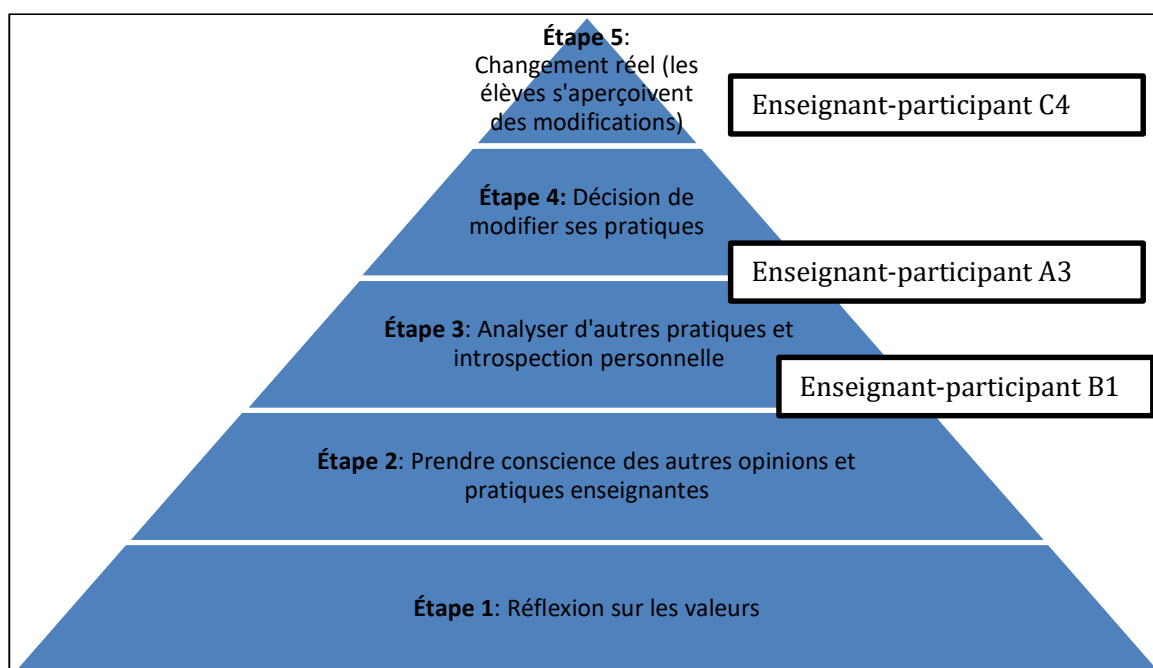 Étape 5:
Changement réel (les
élèves s'aperçoivent
des modifications)
Enseignant-participant C4
Étape 4: Décision de
modifier ses pratiques
Enseignant-participant A3
Étape 3: Analyser d'autres pratiques et
introspection personnelle
Enseignant-participant B1
Étape 2: Prendre conscience des autres opinions et
pratiques enseignantes
Étape 1: Réflexion sur les valeurs